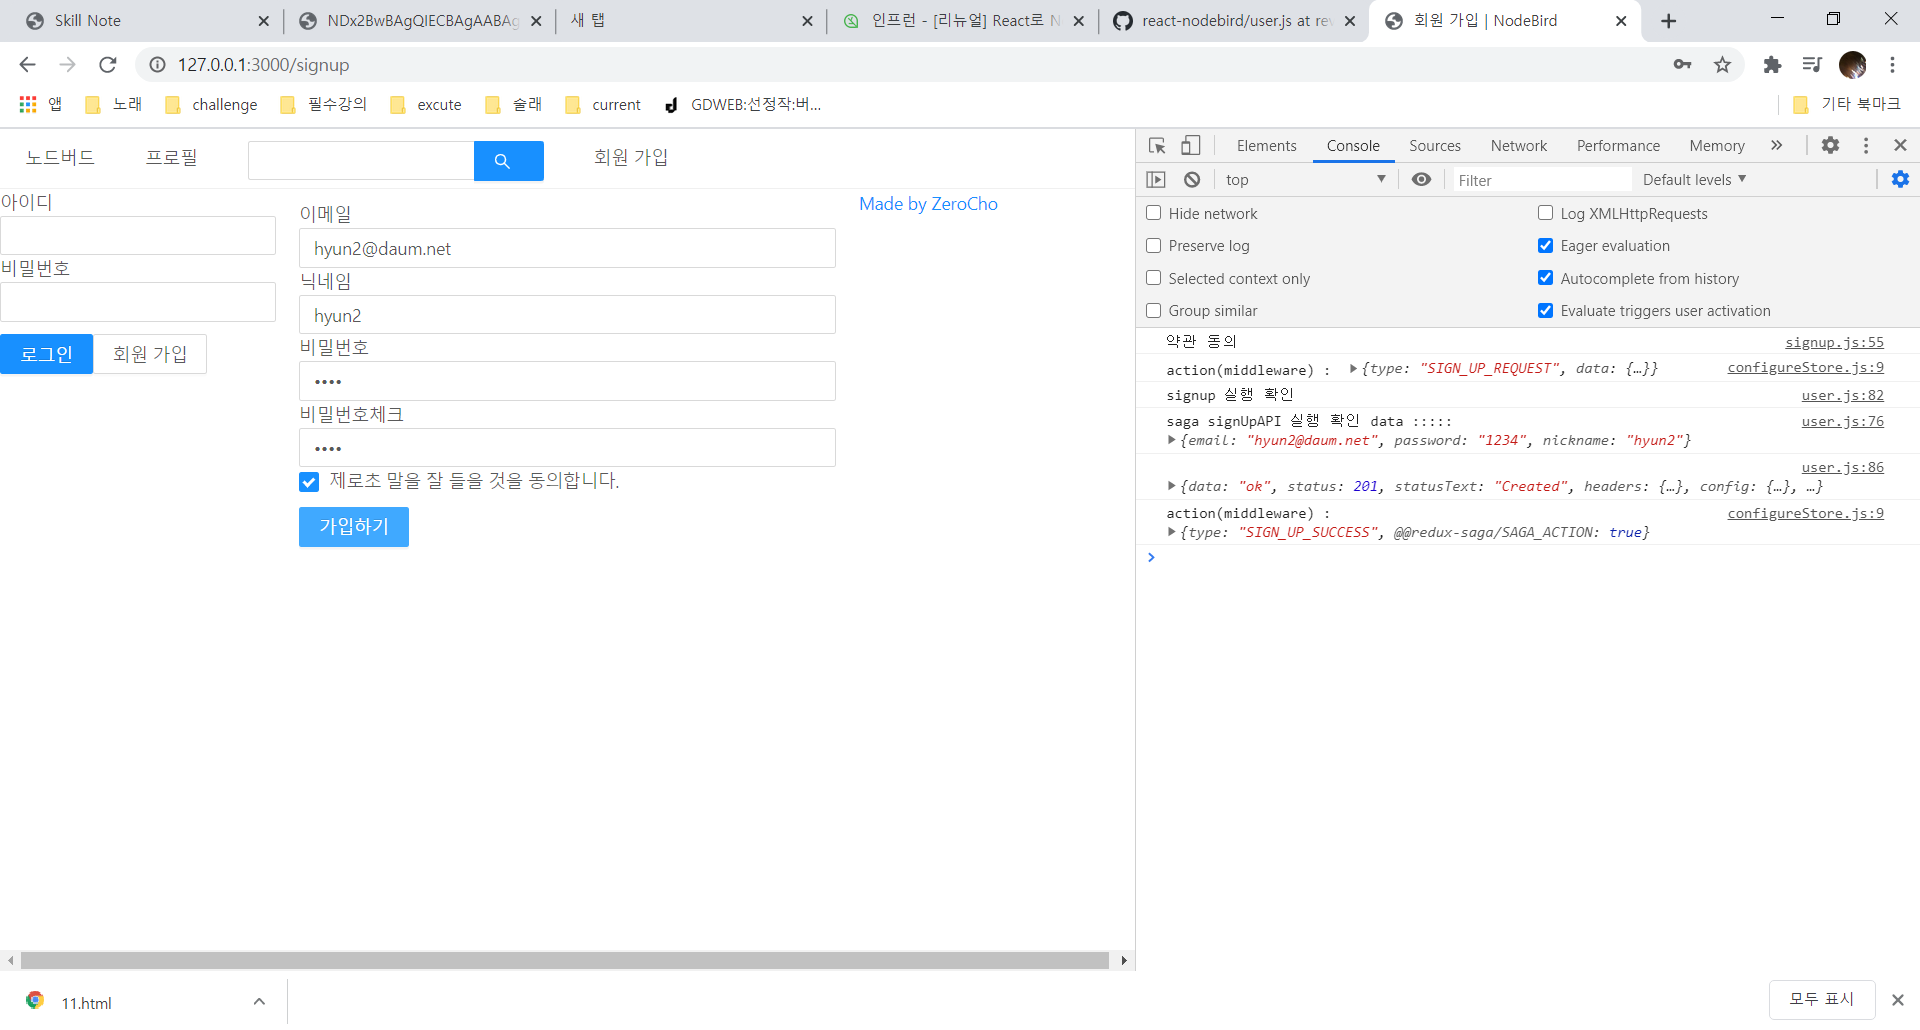 Skill Note
NDx2BwBAgQIECBAgAABAg
새 탭
인프런 - [리뉴얼] React로 N
react-nodebird/user.js at rev
회원 가입 | NodeBird
127.0.0.1:3000/signup
앱
노래
challenge
필수강의
excute
술래
current
GDWEB:선정작:버...
기타 북마크
노드버드
프로필
회원 가입
아이디
비밀번호
로그인
회원 가입
이메일
hyun2@daum.net
닉네임
hyun2
비밀번호
••••
비밀번호체크
••••
제로초 말을 잘 들을 것을 동의합니다.
가입하기
Made by ZeroCho
Elements
Console
Sources
Network
Performance
Memory
top
Filter
Default levels
Hide network
Log XMLHttpRequests
Preserve log
Eager evaluation
Selected context only
Autocomplete from history
Group similar
Evaluate triggers user activation
약관 동의 signup.js:55
action(middleware) : {type: "SIGN_UP_REQUEST", data: {…}} configureStore.js:9
signup 실행 확인 user.js:82
saga signUpAPI 실행 확인 data ::::: user.js:76
{email: "hyun2@daum.net", password: "1234", nickname: "hyun2"}
user.js:86
{data: "ok", status: 201, statusText: "Created", headers: {…}, config: {…}, …}
action(middleware) : configureStore.js:9
{type: "SIGN_UP_SUCCESS", @@redux-saga/SAGA_ACTION: true}
11.html
모두 표시